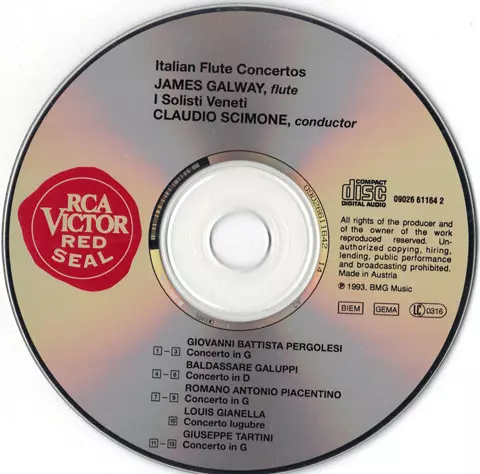 Italian Flute Concertos
JAMES GALWAY, flute
I Solisti Veneti
CLAUDIO SCIMONE, conductor
RCA
VICTOR
RED
SEAL
COMPACT
disc
DIGITAL AUDIO
09026 61164 2
All rights of the producer and
of the owner of the work
reproduced reserved. Un-
authorized copying, hiring,
lending, public performance
and broadcasting prohibited.
Made in Austria
℗ 1993, BMG Music
BIEM
GEMA
LC 0316
GIOVANNI BATTISTA PERGOLESI
1 - 3 Concerto in G
BALDASSARE GALUPPI
4 - 6 Concerto in D
ROMANO ANTONIO PIACENTINO
7 - 9 Concerto in G
LOUIS GIANELLA
10 Concerto lugubre
GIUSEPPE TARTINI
11 - 13 Concerto in G